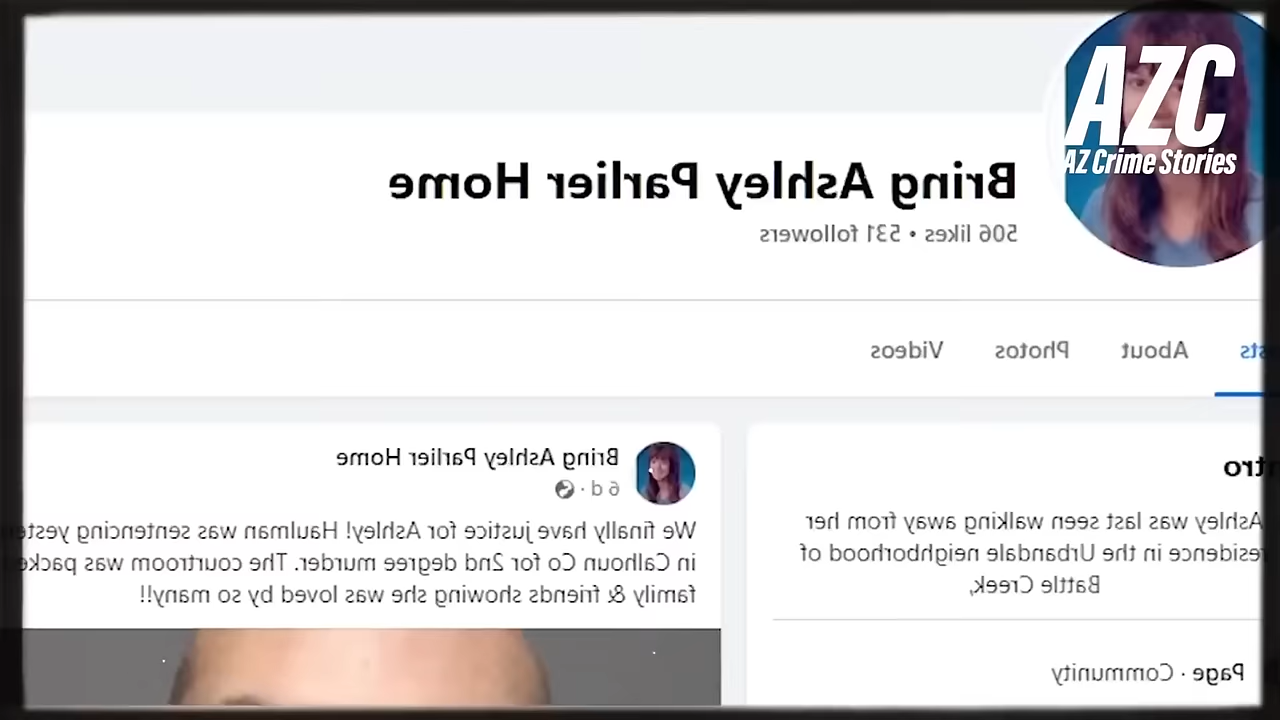 AZC
AZ Crime Stories
Bring Ashley Parlier Home
506 likes • 531 followers
About
Photos
Videos
Bring Ashley Parlier Home
6 d ·
We finally have justice for Ashley! Haulman was sentencing
in Calhoun Co for 2nd degree murder. The courtroom was
family & friends showing she was loved by so many!!
Ashley was last seen walking away from her
residence in the Urbandale neighborhood of
Battle Creek,
Page · Community